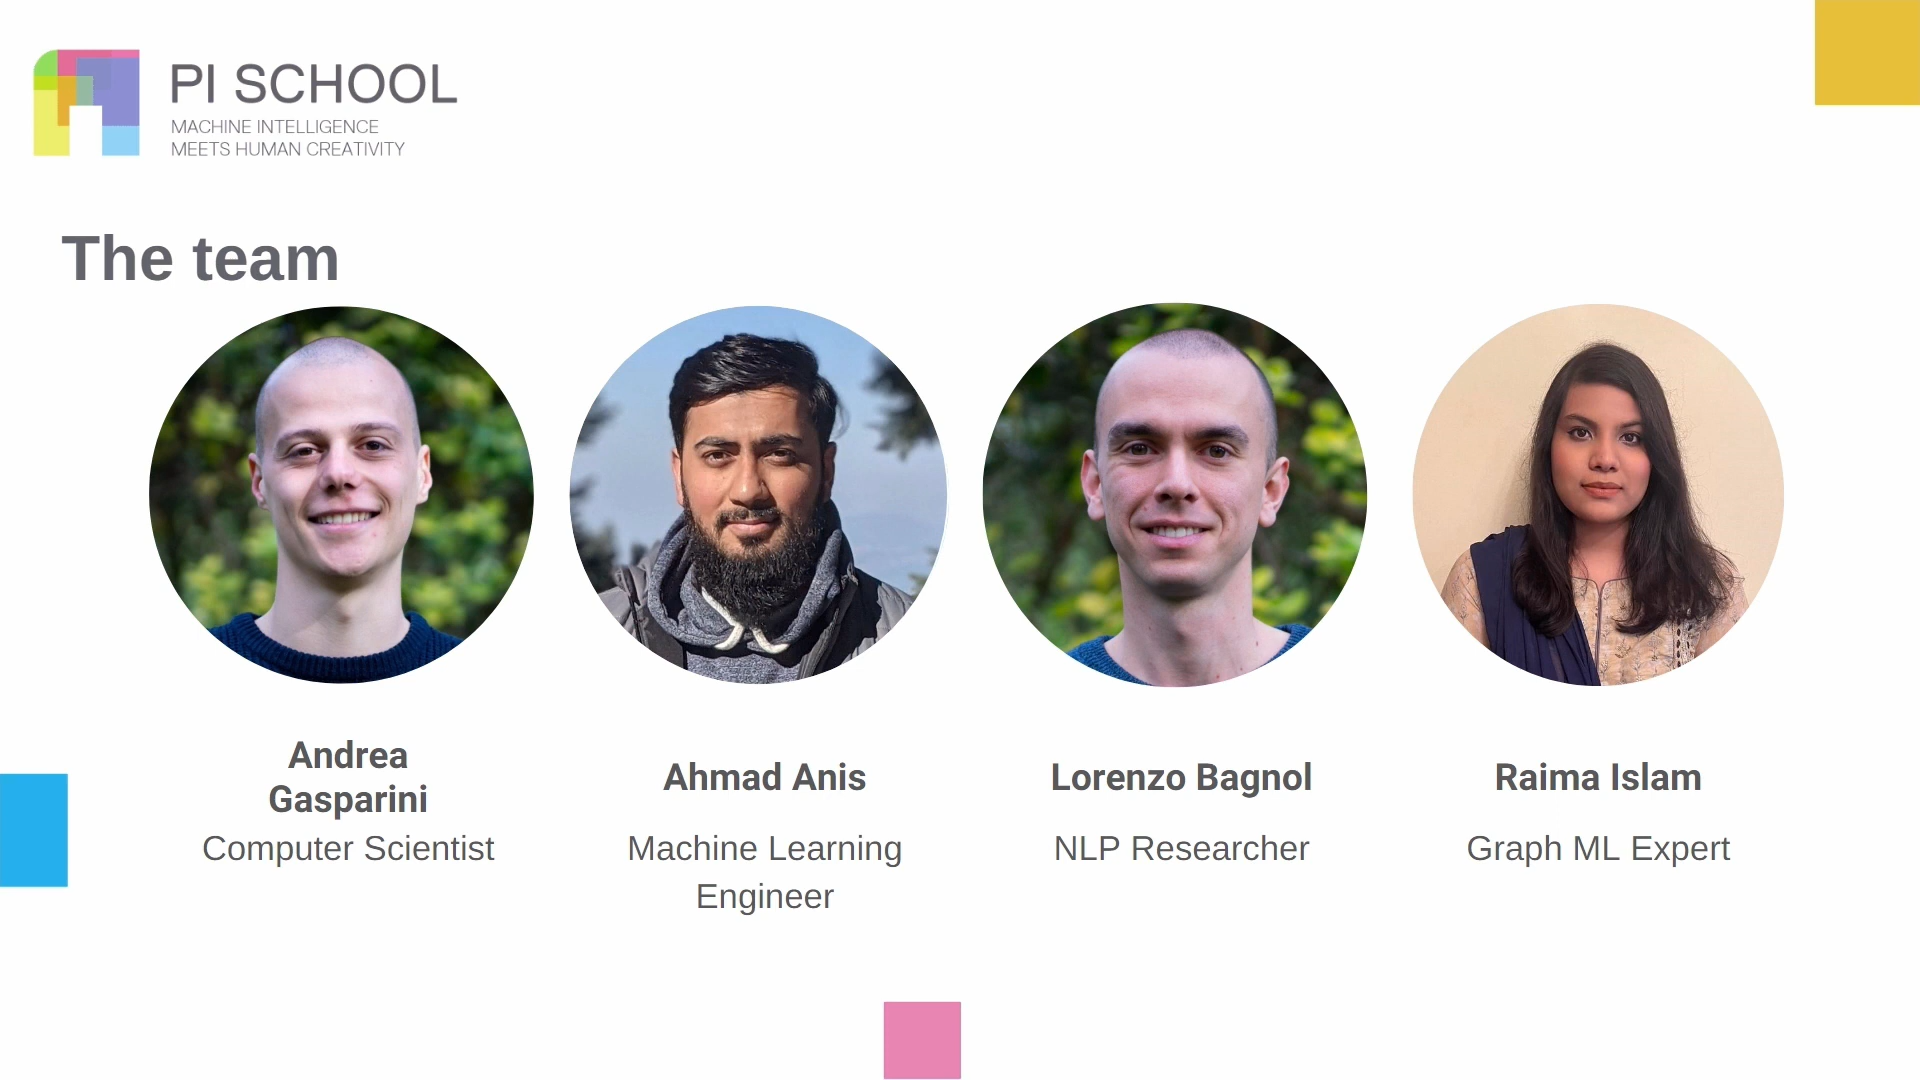 PI SCHOOL
MACHINE INTELLIGENCE
MEETS HUMAN CREATIVITY
The team
Andrea
Gasparini
Computer Scientist
Ahmad Anis
Machine Learning
Engineer
Lorenzo Bagnol
NLP Researcher
Raima Islam
Graph ML Expert